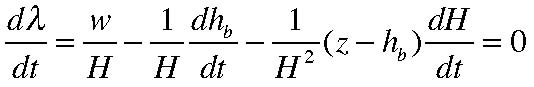 dλ/dt = w/H − 1/H dh_b/dt − 1/H² (z − h_b) dH/dt = 0